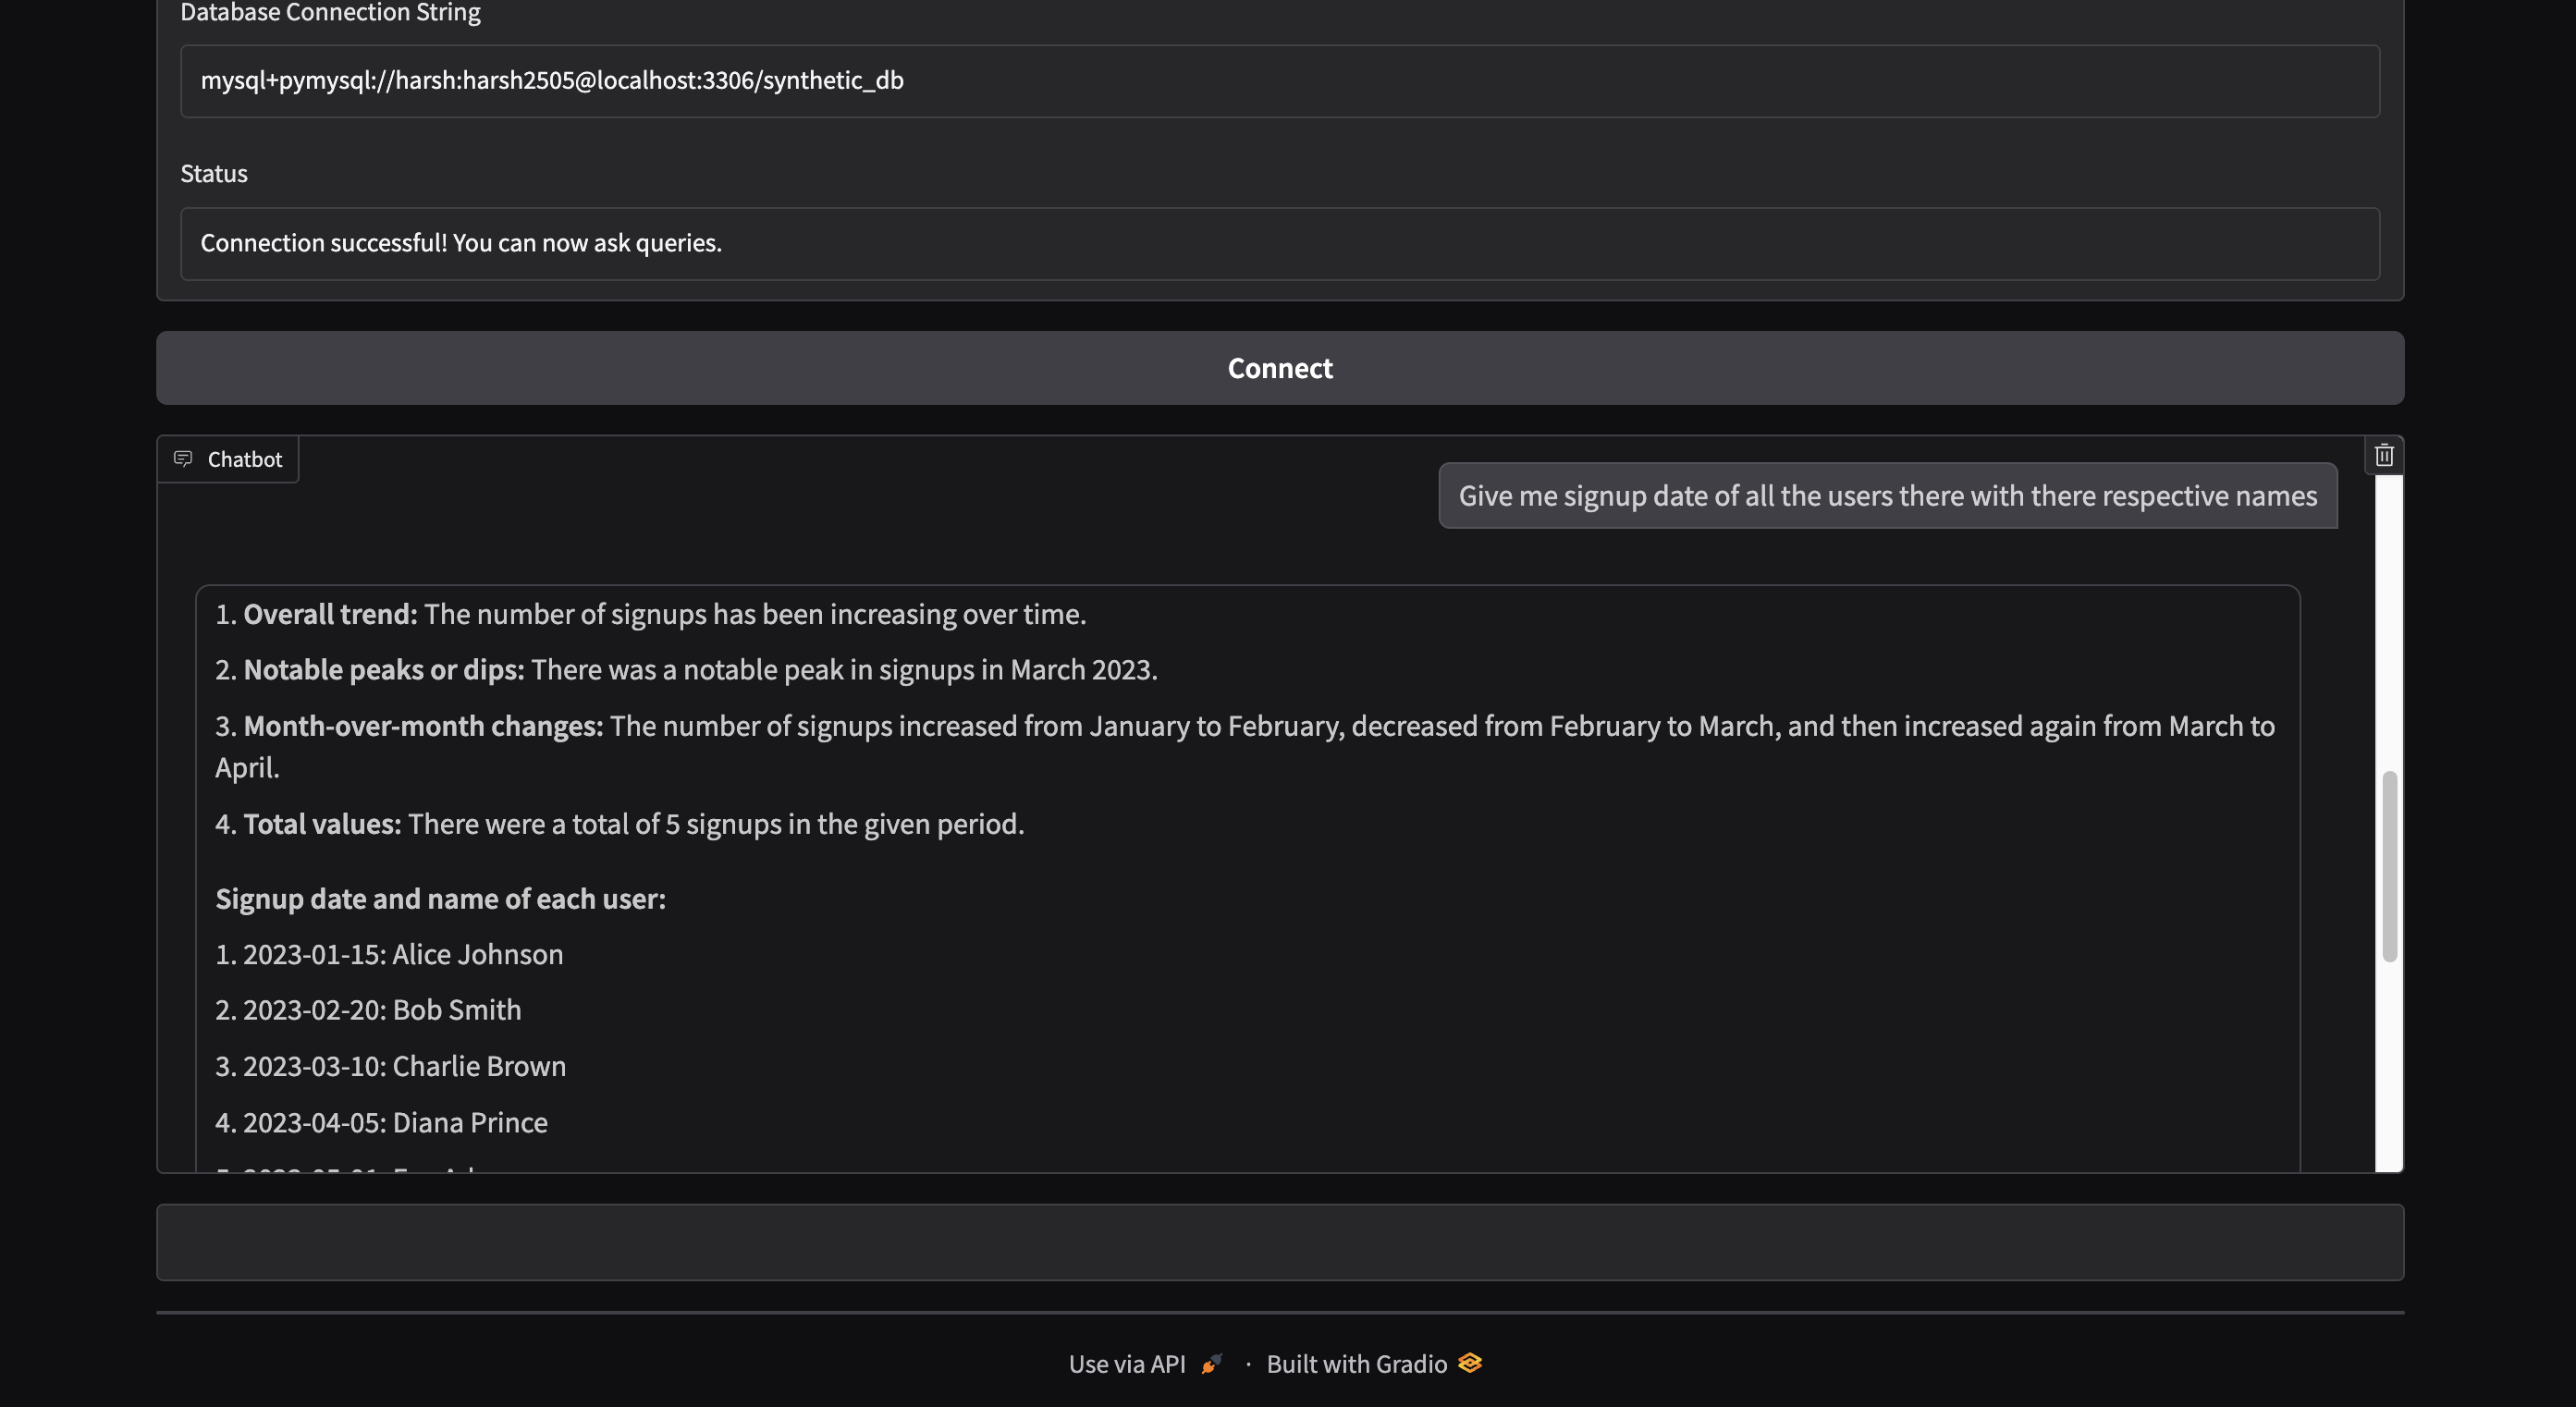 Database Connection String
mysql+pymysql://harsh:harsh2505@localhost:3306/synthetic_db
Status
Connection successful! You can now ask queries.
Connect
Chatbot
Give me signup date of all the users there with there respective names
1. Overall trend: The number of signups has been increasing over time.
2. Notable peaks or dips: There was a notable peak in signups in March 2023.
3. Month-over-month changes: The number of signups increased from January to February, decreased from February to March, and then increased again from March to
April.
4. Total values: There were a total of 5 signups in the given period.
Signup date and name of each user:
1. 2023-01-15: Alice Johnson
2. 2023-02-20: Bob Smith
3. 2023-03-10: Charlie Brown
4. 2023-04-05: Diana Prince
Use via API · Built with Gradio